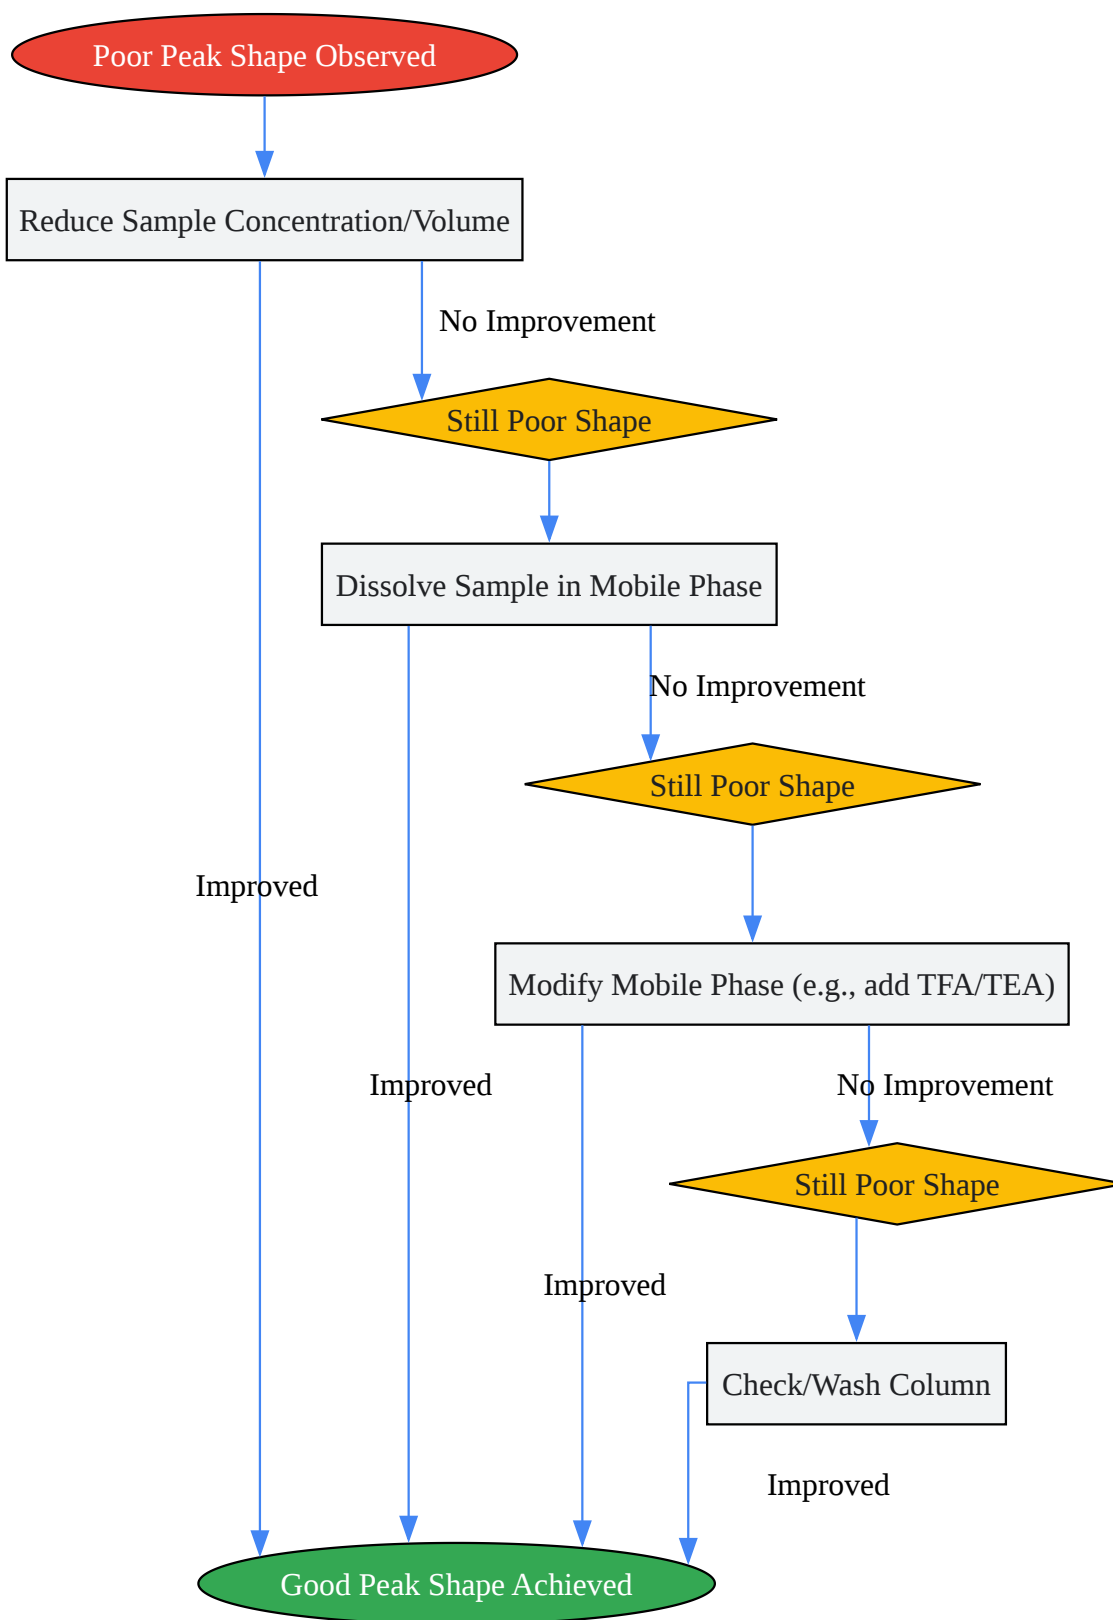 Poor Peak Shape Observed
Reduce Sample Concentration/Volume
No Improvement
Still Poor Shape
Dissolve Sample in Mobile Phase
No Improvement
Still Poor Shape
Improved
Modify Mobile Phase (e.g., add TFA/TEA)
Improved
No Improvement
Still Poor Shape
Improved
Check/Wash Column
Improved
Good Peak Shape Achieved